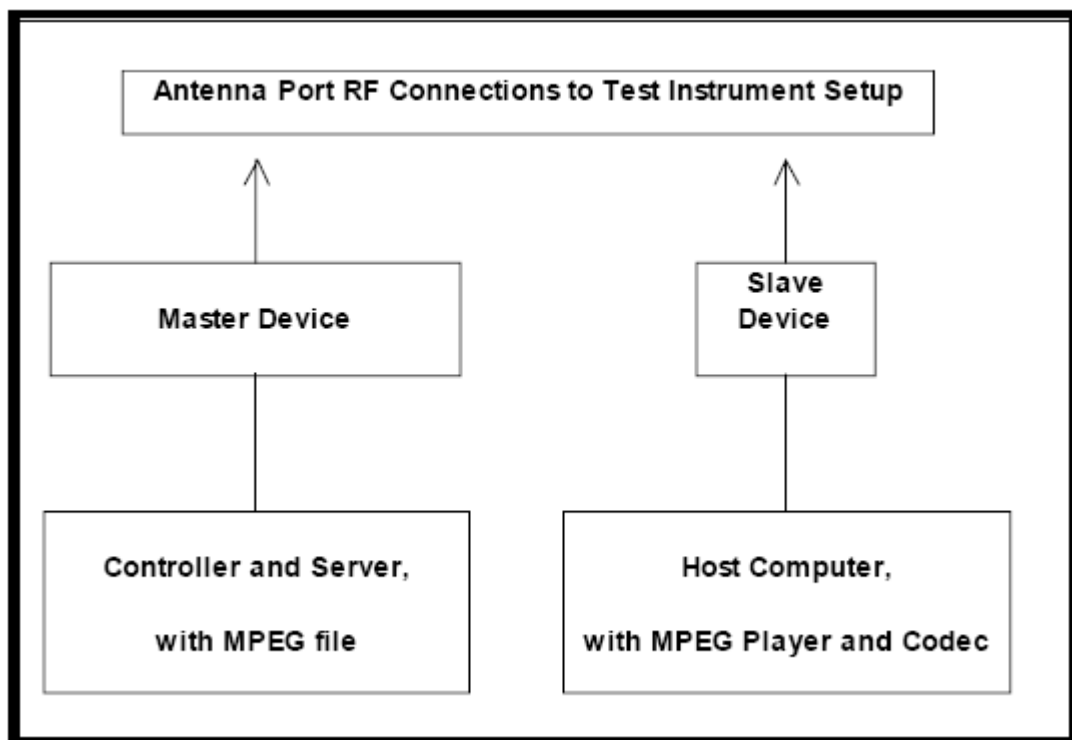 Antenna Port RF Connections to Test Instrument Setup
Master Device
Slave
Device
Controller and Server,
with MPEG file
Host Computer,
with MPEG Player and Codec